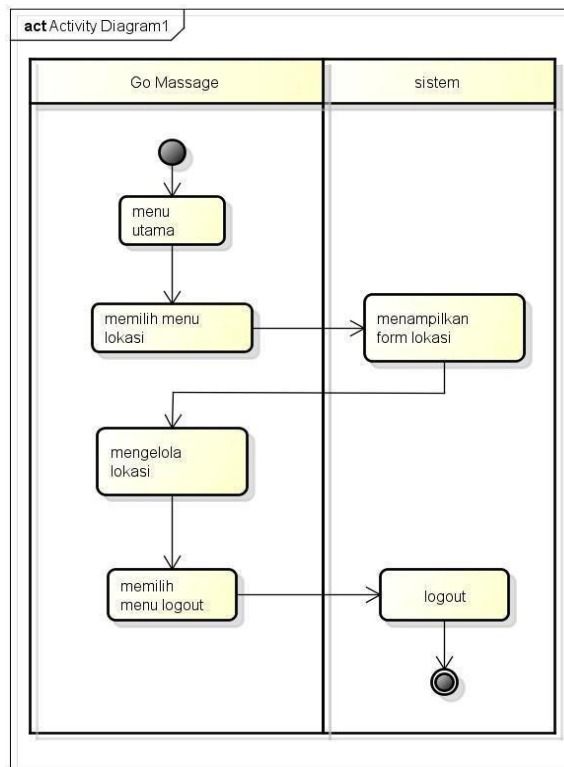 act Activity Diagram1
Go Massage
sistem
menu
utama
memilih menu
lokasi
menampilkan
form lokasi
mengelola
lokasi
memilih
menu logout
logout